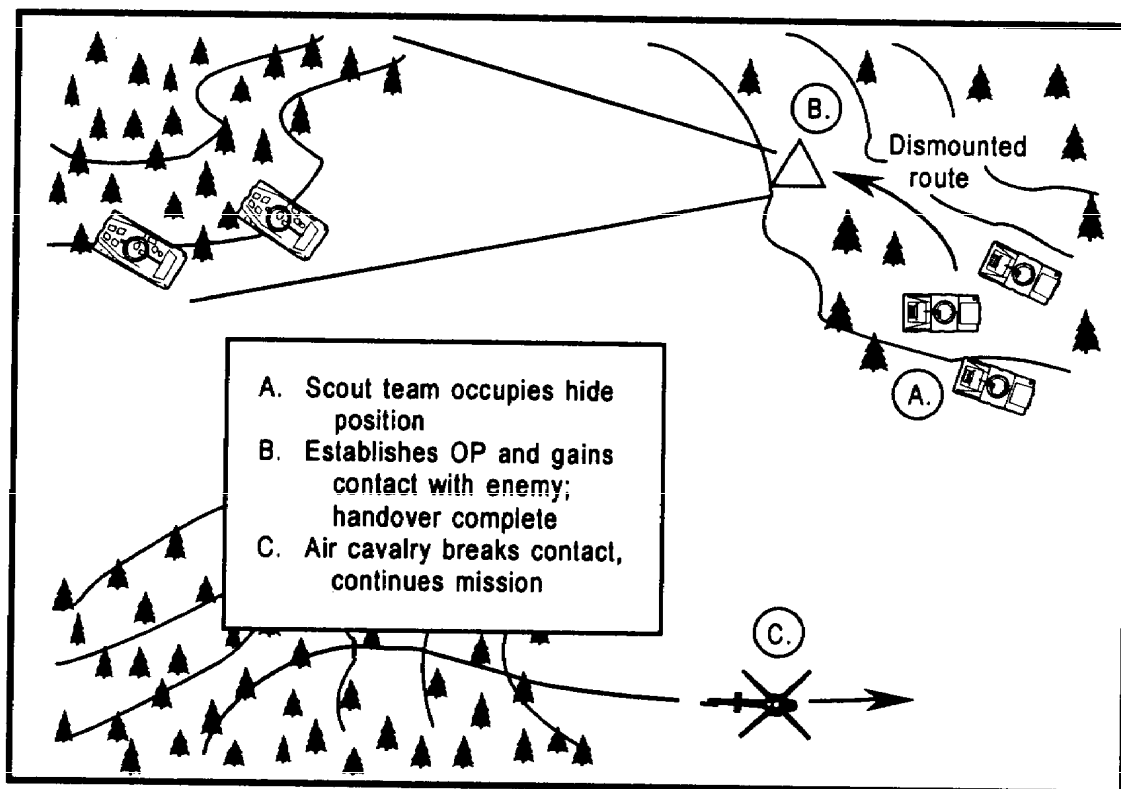 B.
Dismounted
route
A.
A. Scout team occupies hide
position
B. Establishes OP and gains
contact with enemy;
handover complete
C. Air cavalry breaks contact,
continues mission
C.